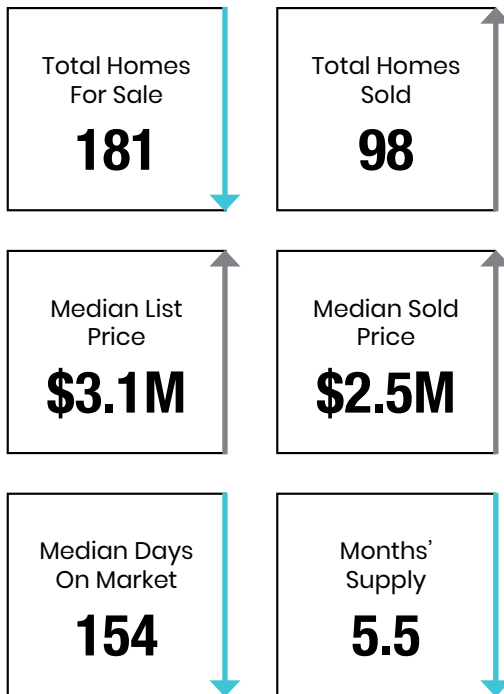 Total Homes
For Sale
181
Total Homes
Sold
98
Median List
Price
$3.1M
Median Sold
Price
$2.5M
Median Days
On Market
154
Months’
Supply
5.5